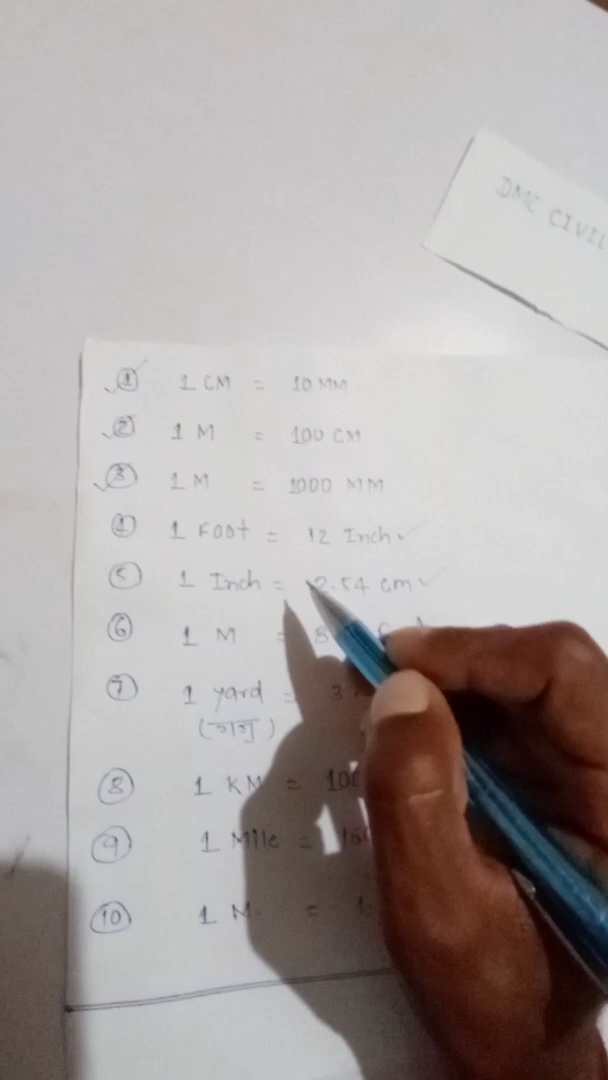 DMC CIVIL
① 1 CM = 10 MM
② 1 M = 100 CM
③ 1 M = 1000 MM
④ 1 Foot = 12 Inch
⑤ 1 Inch = 2.54 cm
⑥ 1 M =
⑦ 1 yard = 3
(গজ)
⑧ 1 KM =
⑨ 1 Mile =
⑩ 1 M =